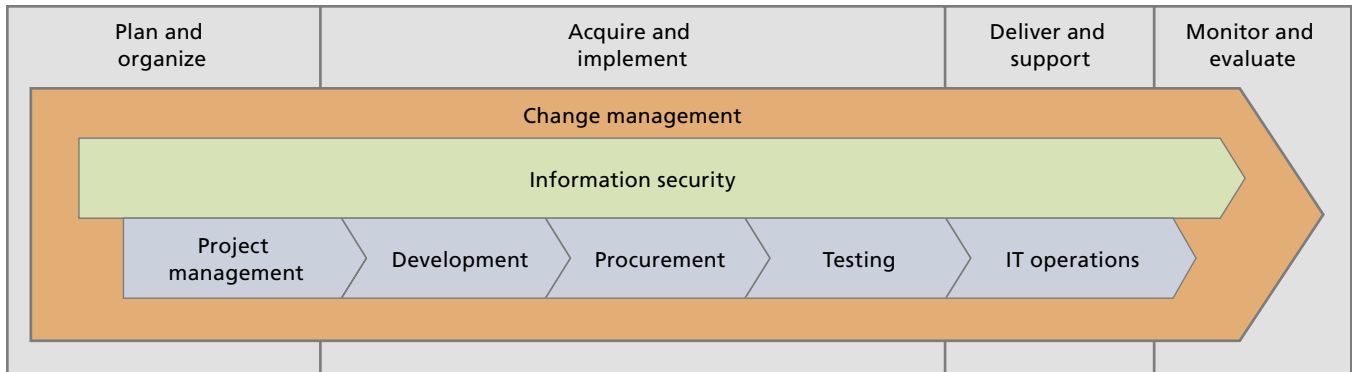 Plan and
organize
Acquire and
implement
Deliver and
support
Monitor and
evaluate
Change management
Information security
Project
management
Development
Procurement
Testing
IT operations